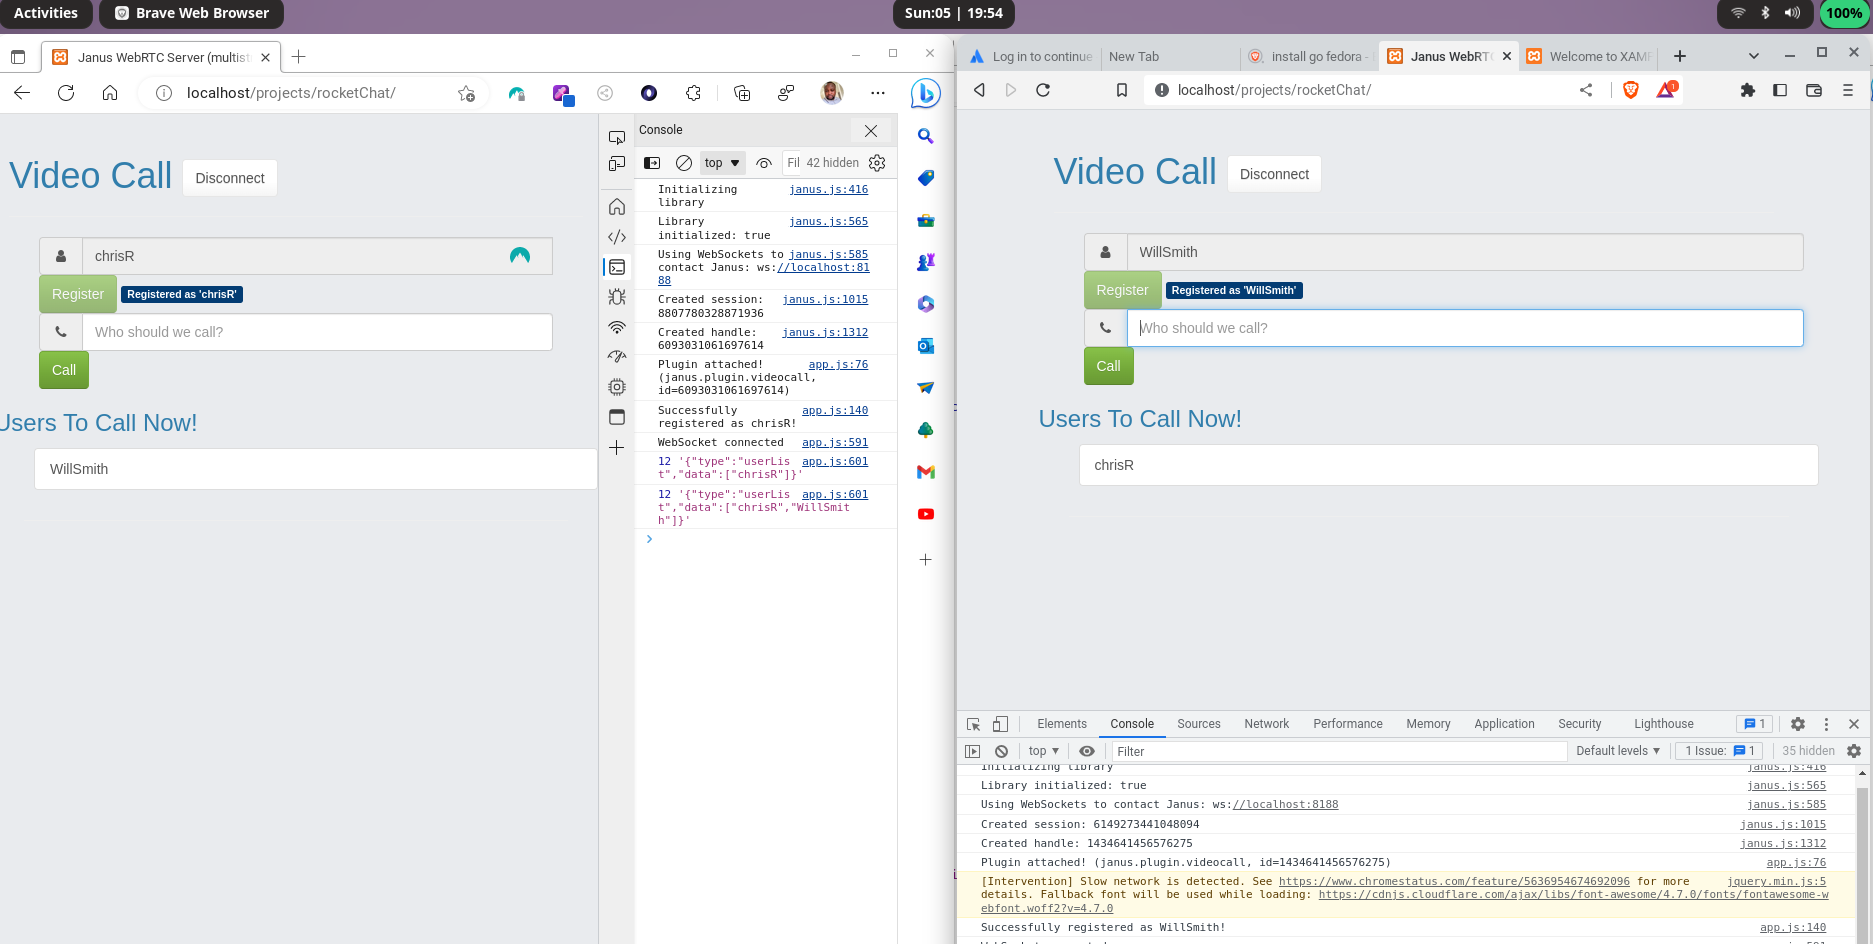 Activities
Brave Web Browser
Sun:05 | 19:54
100%
Janus WebRTC Server (multist
localhost/projects/rocketChat/
Video Call
Disconnect
chrisR
Register
Registered as 'chrisR'
Who should we call?
Call
Users To Call Now!
WillSmith
Console
top
Fil
42 hidden
Initializing janus.js:416
library
Library janus.js:565
initialized: true
Using WebSockets to janus.js:585
contact Janus: ws://localhost:81
88
Created session: janus.js:1015
8807780328871936
Created handle: janus.js:1312
6093031061697614
Plugin attached! app.js:76
(janus.plugin.videocall,
id=6093031061697614)
Successfully app.js:140
registered as chrisR!
WebSocket connected app.js:591
12 '{"type":"userLis app.js:601
t","data":["chrisR"]}'
12 '{"type":"userLis app.js:601
t","data":["chrisR","WillSmit
h"]}'
Log in to continue
New Tab
install go fedora -
Janus WebRTC
Welcome to XAMP
localhost/projects/rocketChat/
1
Video Call
Disconnect
WillSmith
Register
Registered as 'WillSmith'
Who should we call?
Call
Users To Call Now!
chrisR
Elements Console Sources Network Performance Memory Application Security Lighthouse 1
top Filter Default levels 1 Issue: 1 35 hidden
Initializing library janus.js:416
Library initialized: true janus.js:565
Using WebSockets to contact Janus: ws://localhost:8188 janus.js:585
Created session: 6149273441048094 janus.js:1015
Created handle: 1434641456576275 janus.js:1312
Plugin attached! (janus.plugin.videocall, id=1434641456576275) app.js:76
[Intervention] Slow network is detected. See https://www.chromestatus.com/feature/5636954674692096 for more jquery.min.js:5
details. Fallback font will be used while loading: https://cdnjs.cloudflare.com/ajax/libs/font-awesome/4.7.0/fonts/fontawesome-w
ebfont.woff2?v=4.7.0
Successfully registered as WillSmith! app.js:140